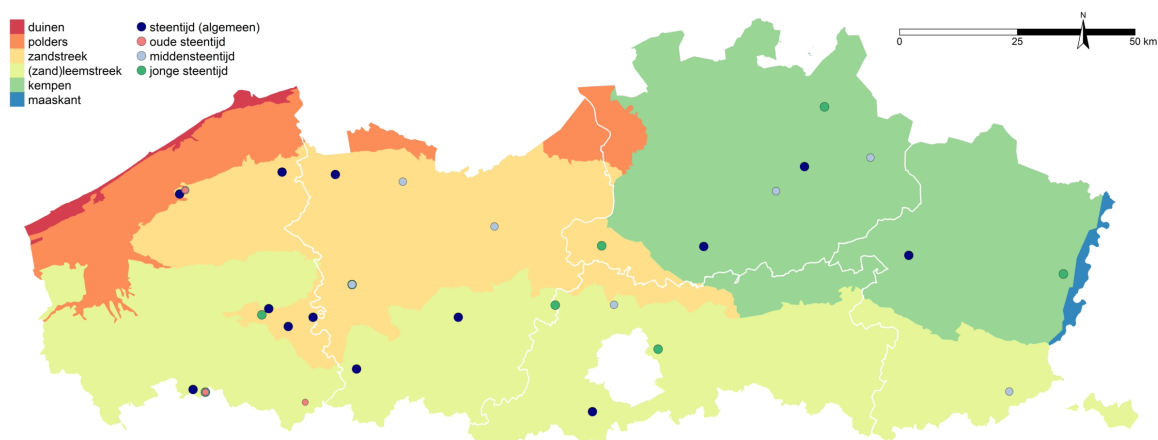 duinen
polders
zandstreek
(zand)leemstreek
kempen
maaskant
steentijd (algemeen)
oude steentijd
middensteentijd
jonge steentijd
N
0 25 50 km